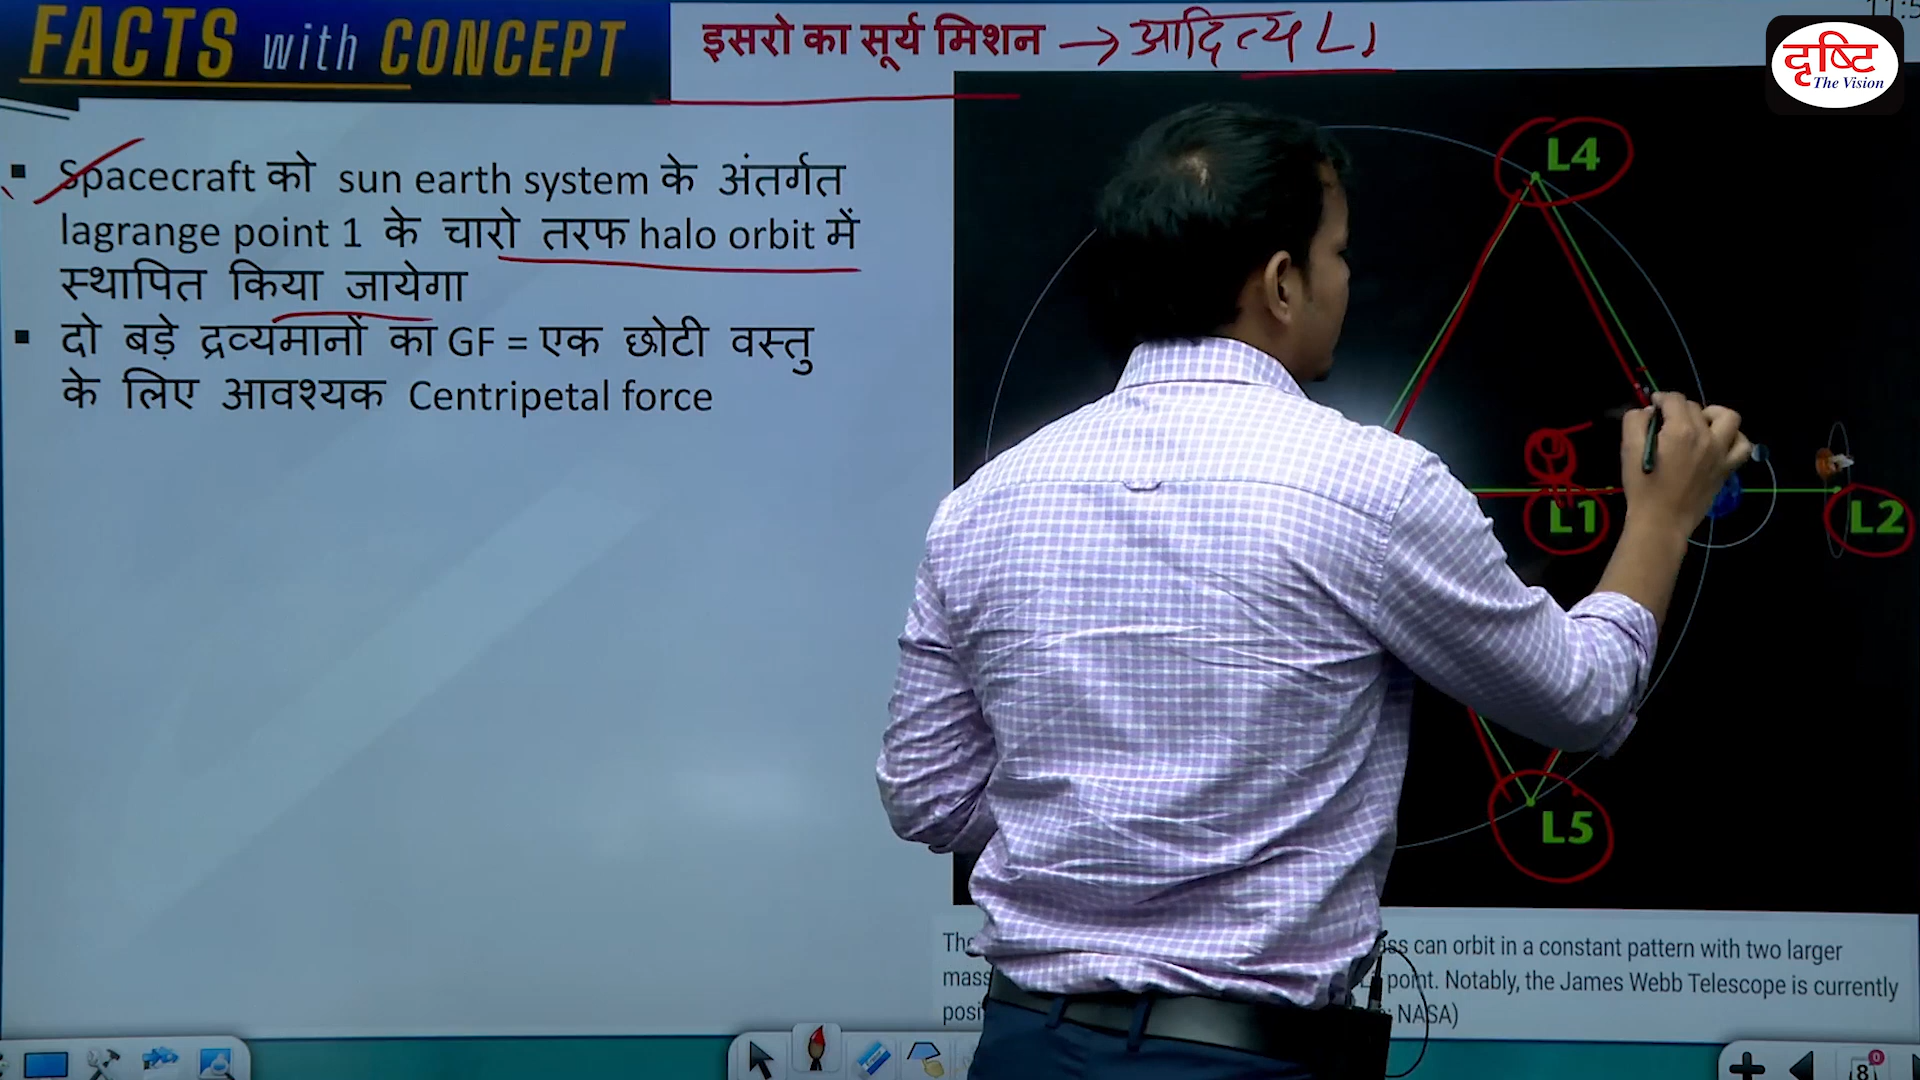 FACTS with CONCEPT
इसरो का सूर्य मिशन → आदित्य L1
दृष्टि
The Vision
Spacecraft को sun earth system के अंतर्गत
lagrange point 1 के चारो तरफ halo orbit में
स्थापित किया जायेगा
दो बड़े द्रव्यमानों का GF = एक छोटी वस्तु
के लिए आवश्यक Centripetal force
L4
L1
L2
L5
can orbit in a constant pattern with two larger
point. Notably, the James Webb Telescope is currently
NASA)
8
0